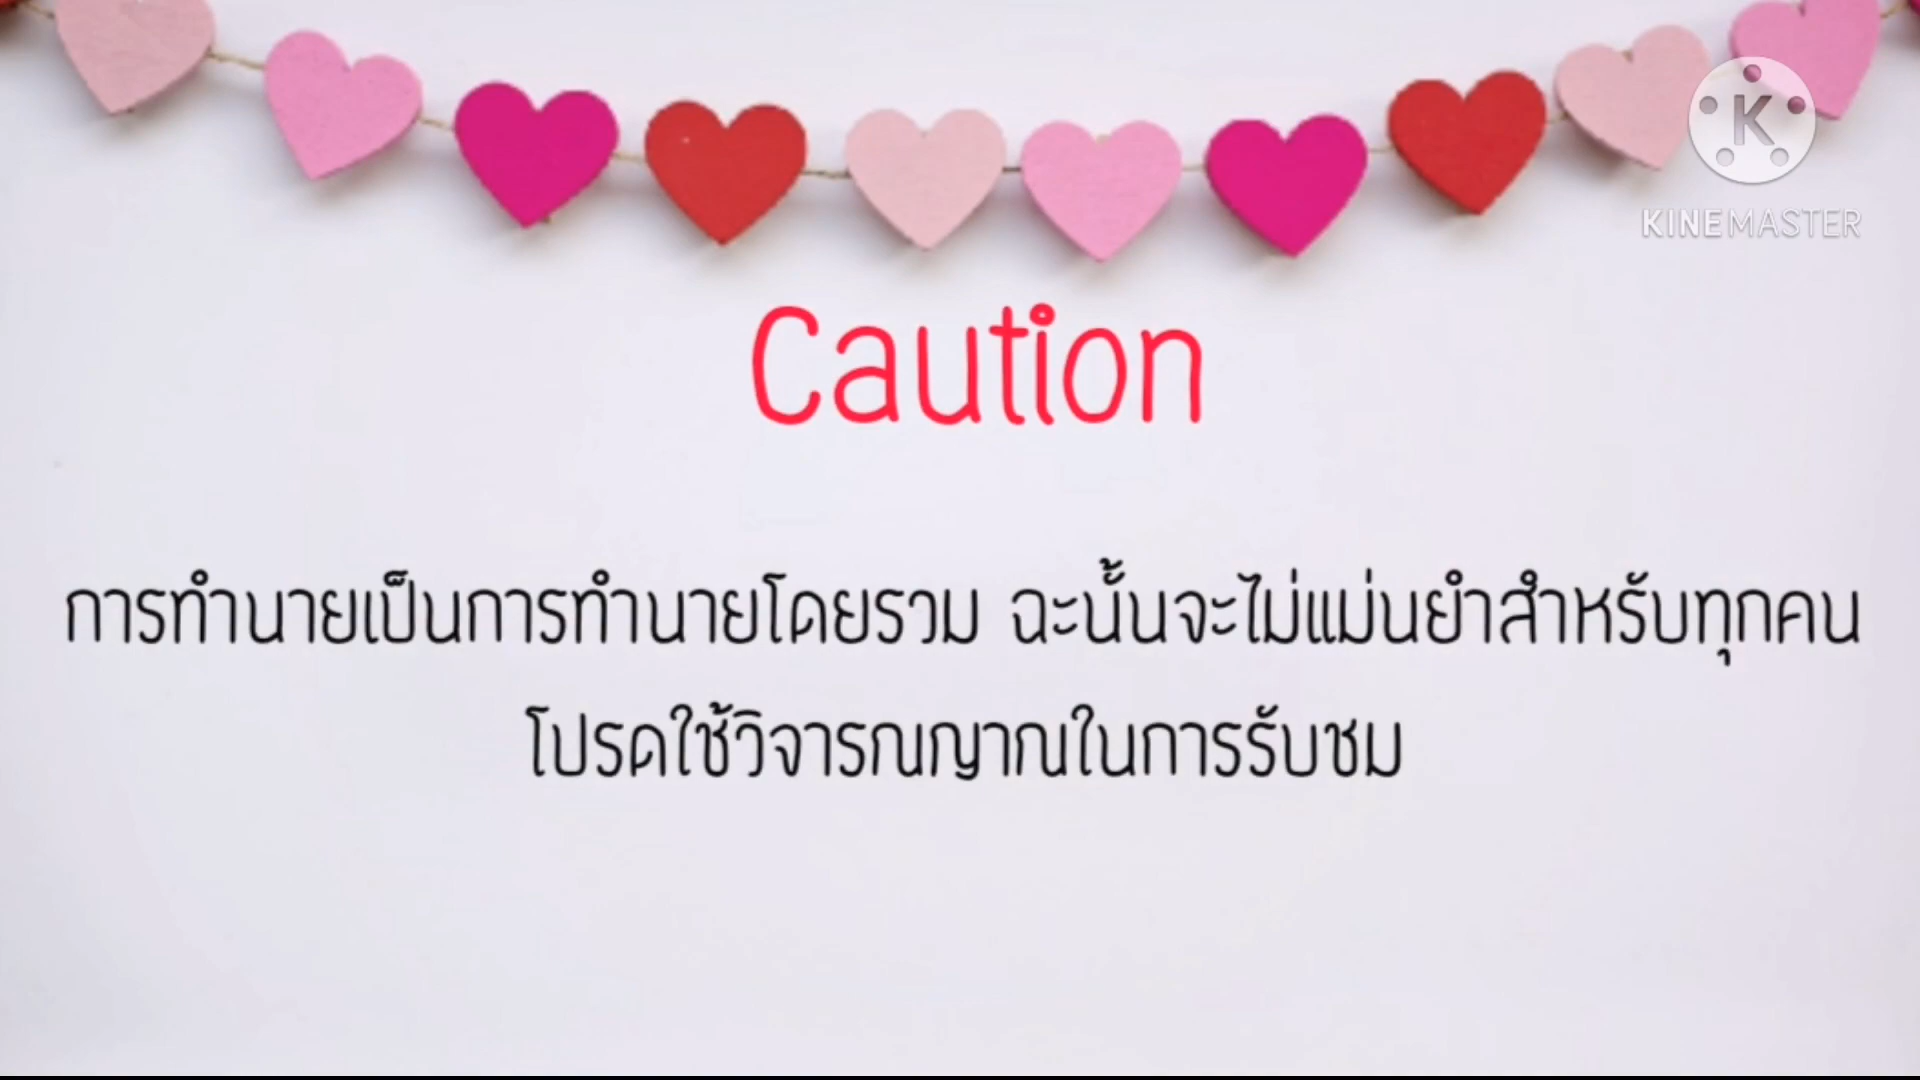 K
KINEMASTER
Caution
การทำนายเป็นการทำนายโดยรวม ฉะนั้นจะไม่แม่นยำสำหรับทุกคน
โปรดใช้วิจารณญาณในการรับชม